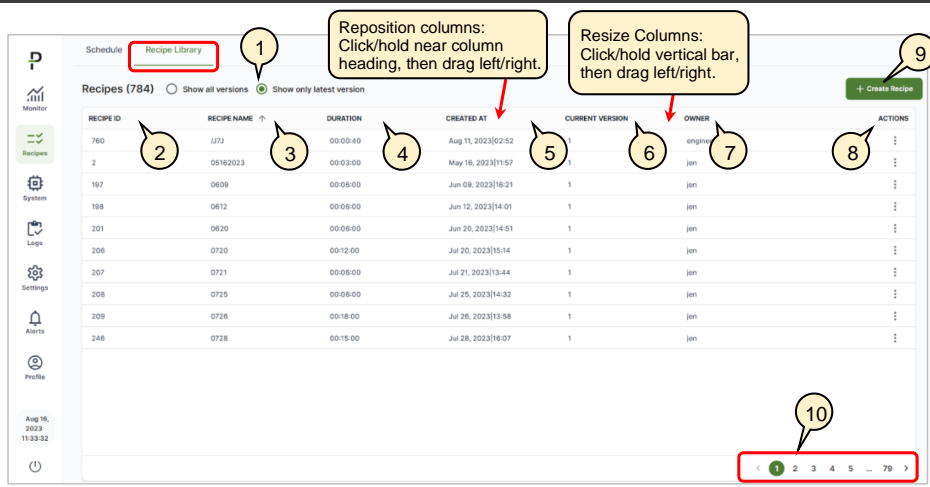 Reposition columns:
Click/hold near column
heading, then drag left/right.
Resize Columns:
Click/hold vertical bar,
then drag left/right.
1
9
Schedule Recipe Library
Recipes (784) Show all versions Show only latest version + Create Recipe
RECIPE ID RECIPE NAME ↑ DURATION CREATED AT CURRENT VERSION OWNER ACTIONS
760 JJ7J 00:00:40 Aug 11, 2023|02:52 1
2 3 4 5 6 7 8
2 05162023 00:03:00 May 16, 2023|11:57 1 jen
197 0609 00:06:00 Jun 09, 2023|16:21 1 jen
198 0612 00:06:00 Jun 12, 2023|14:01 1 jen
201 0620 00:06:00 Jun 20, 2023|14:51 1 jen
206 0720 00:12:00 Jul 20, 2023|15:14 1 jen
207 0721 00:06:00 Jul 21, 2023|13:44 1 jen
208 0725 00:06:00 Jul 25, 2023|14:32 1 jen
209 0726 00:18:00 Jul 26, 2023|13:58 1 jen
246 0728 00:15:00 Jul 28, 2023|16:07 1 jen
Monitor
Recipes
System
Logs
Settings
Alerts
Profile
Aug 16,
2023
11:33:32
10
< 1 2 3 4 5 ... 79 >